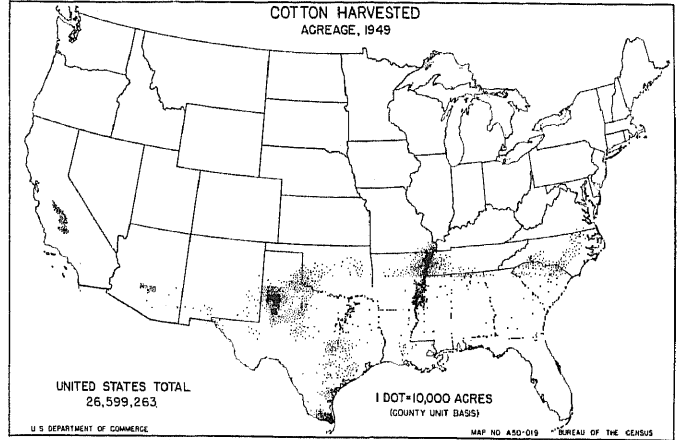 COTTON HARVESTED
ACREAGE, 1949
UNITED STATES TOTAL
26,599,263
1 DOT=10,000 ACRES
(COUNTY UNIT BASIS)
U S DEPARTMENT OF COMMERCE
MAP NO A50-019 BUREAU OF THE CENSUS